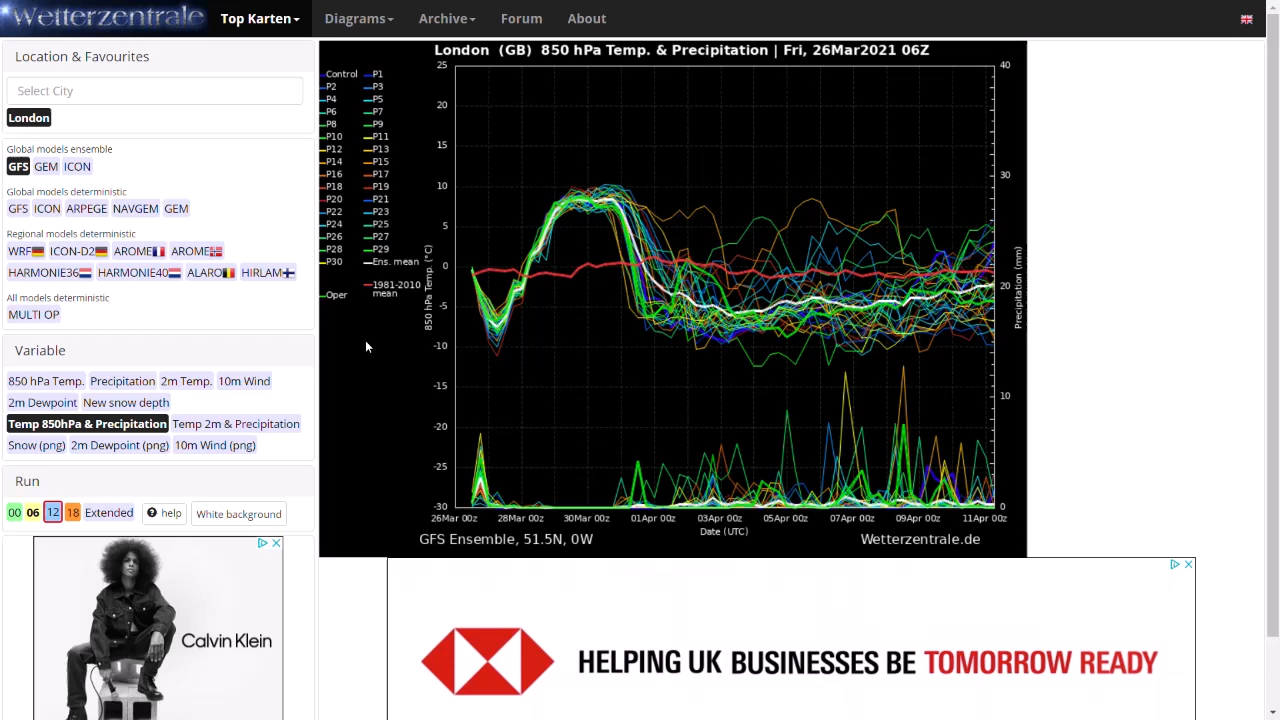 Wetterzentrale Top Karten Diagrams Archive Forum About
Location & Favourites
Select City
London
Global models ensemble
GFS GEM ICON
Global models deterministic
GFS ICON ARPEGE NAVGEM GEM
Regional models deterministic
WRF ICON-D2 AROME AROME
HARMONIE36 HARMONIE40 ALARO HIRLAM
All models deterministic
MULTI OP
Variable
850 hPa Temp. Precipitation 2m Temp. 10m Wind
2m Dewpoint New snow depth
Temp 850hPa & Precipitation Temp 2m & Precipitation
Snow (png) 2m Dewpoint (png) 10m Wind (png)
Run
00 06 12 18 Extended help White background
Calvin Klein
London (GB) 850 hPa Temp. & Precipitation | Fri, 26Mar2021 06Z
Control P1
P2 P3
P4 P5
P6 P7
P8 P9
P10 P11
P12 P13
P14 P15
P16 P17
P18 P19
P20 P21
P22 P23
P24 P25
P26 P27
P28 P29
P30 Ens. mean
Oper 1981-2010
mean
850 hPa Temp. (°C)
25
20
15
10
5
0
-5
-10
-15
-20
-25
-30
40
30
20
10
0
Precipitation (mm)
26Mar 00z 28Mar 00z 30Mar 00z 01Apr 00z 03Apr 00z 05Apr 00z 07Apr 00z 09Apr 00z 11Apr 00z
Date (UTC)
GFS Ensemble, 51.5N, 0W Wetterzentrale.de
HELPING UK BUSINESSES BE TOMORROW READY